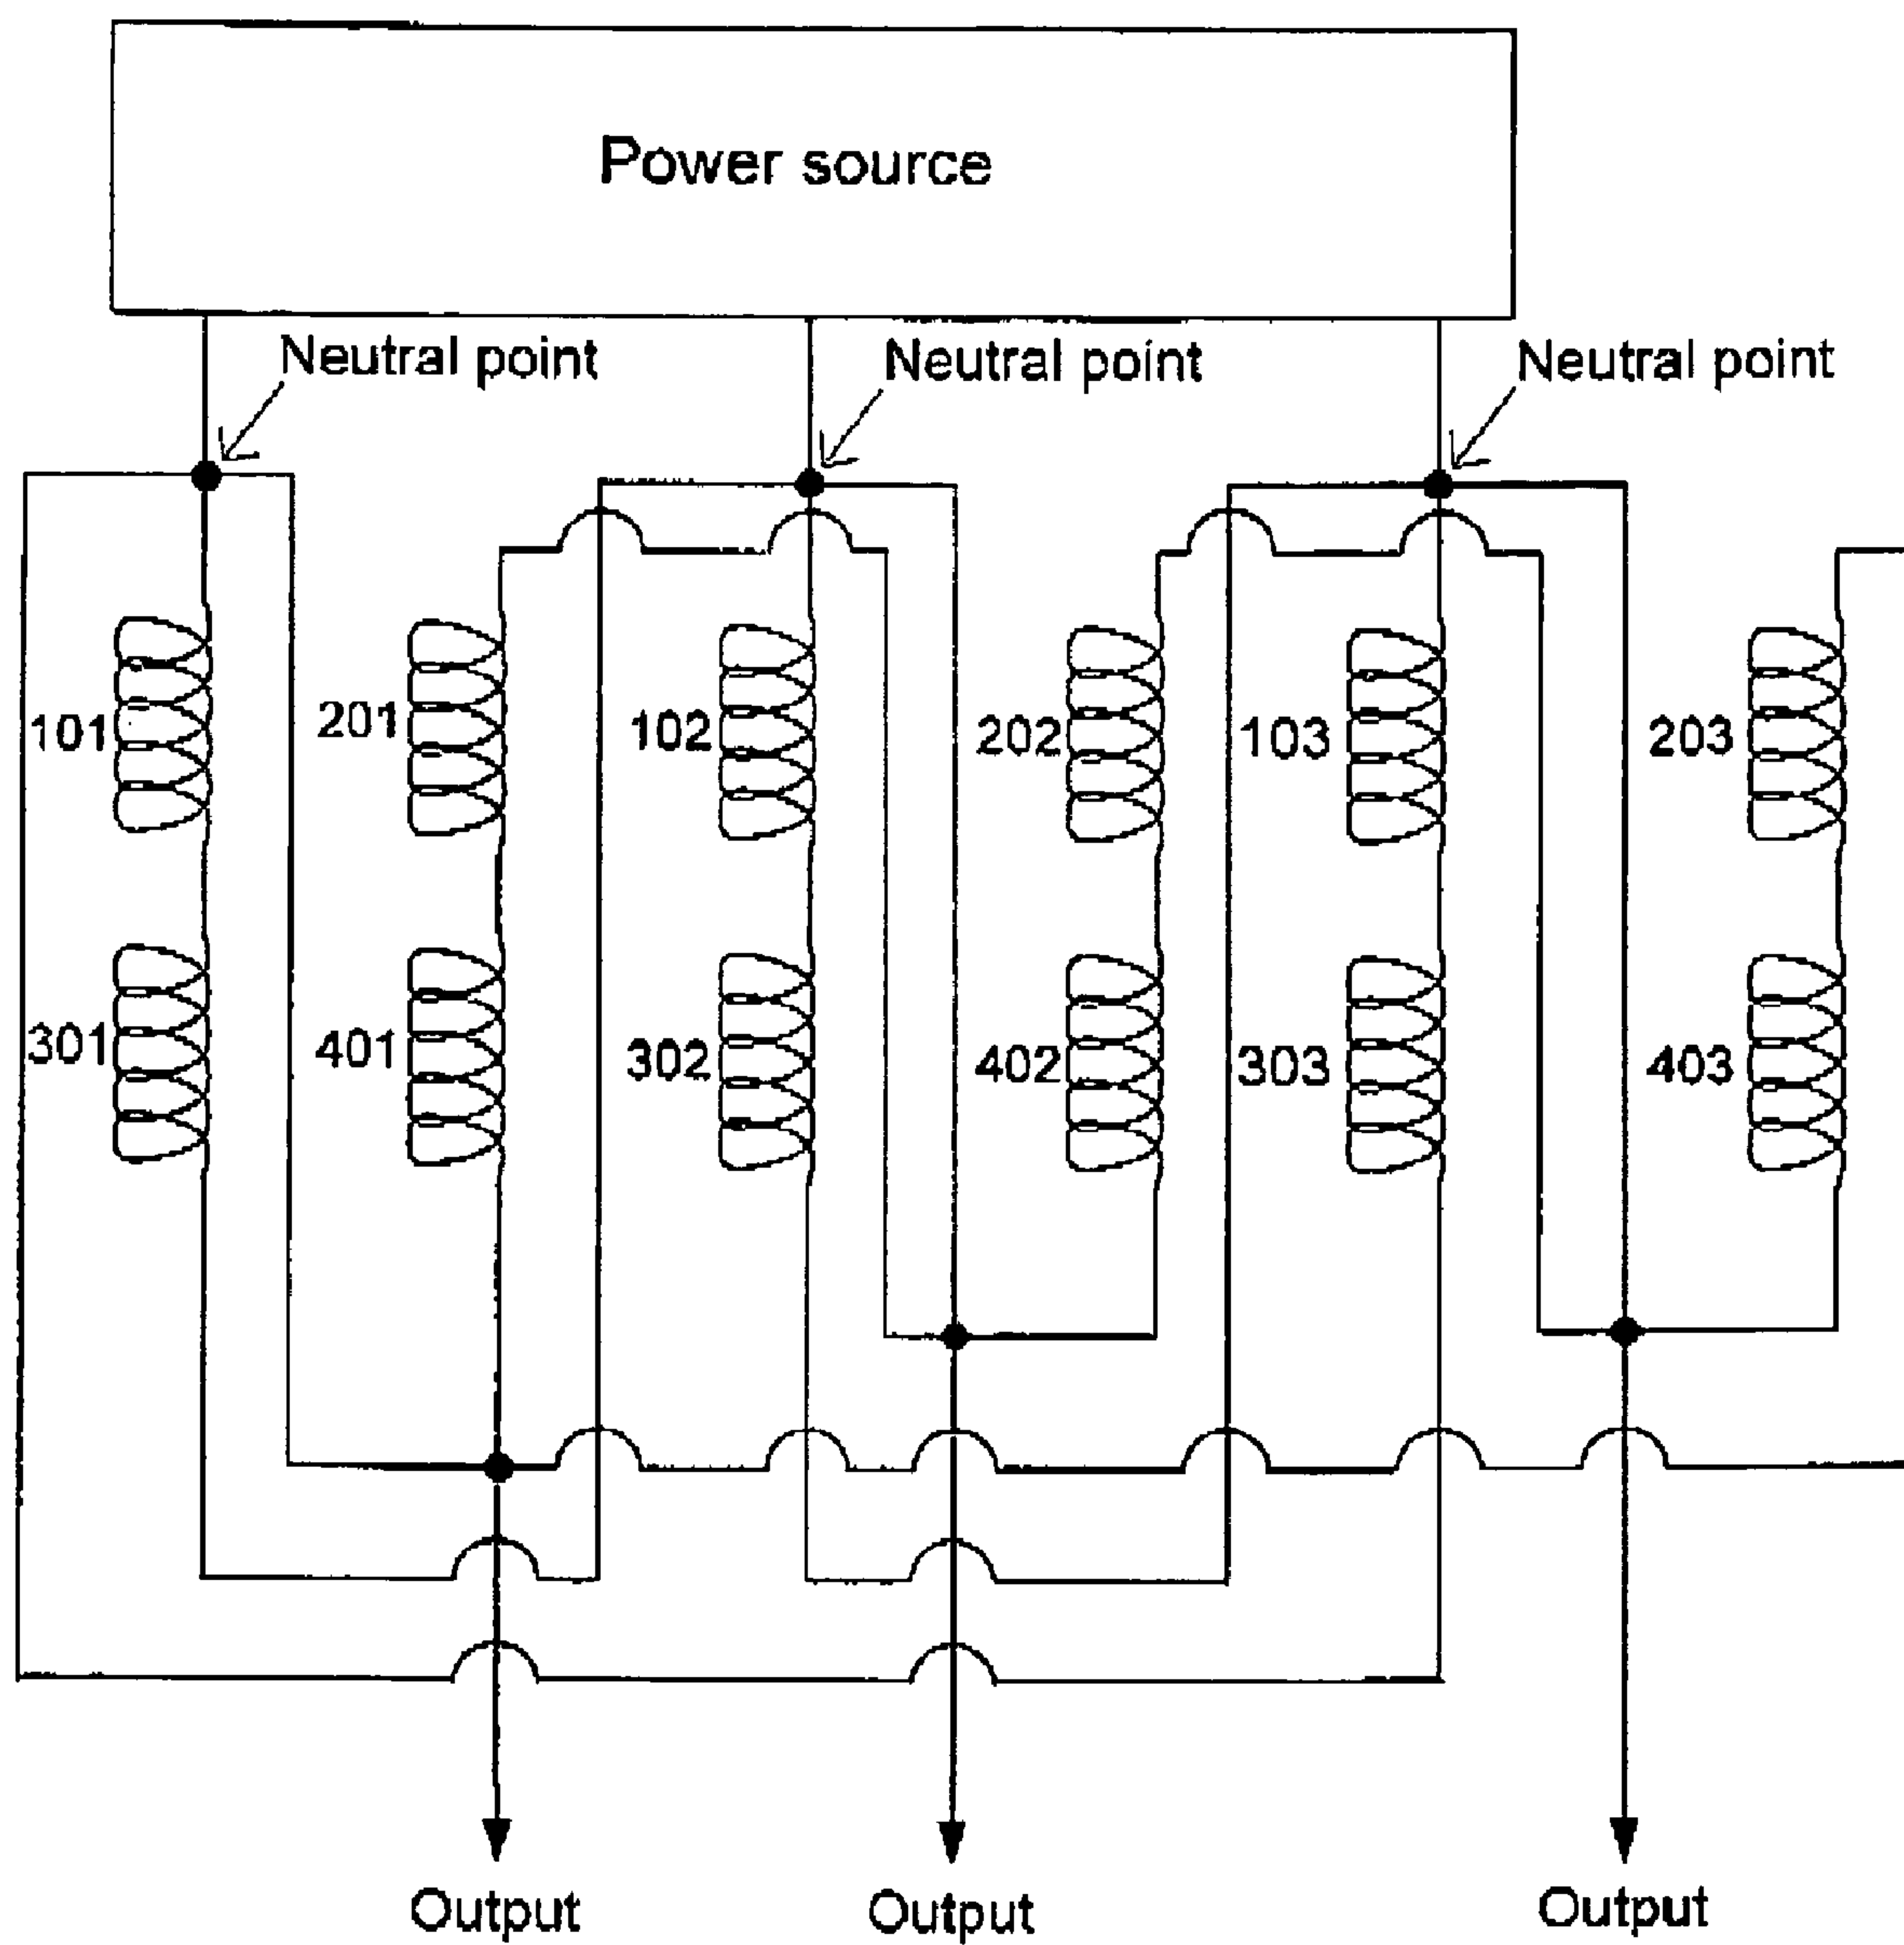 Power source
Neutral point
Neutral point
Neutral point
101
201
102
202
103
203
301
401
302
402
303
403
Output
Output
Output